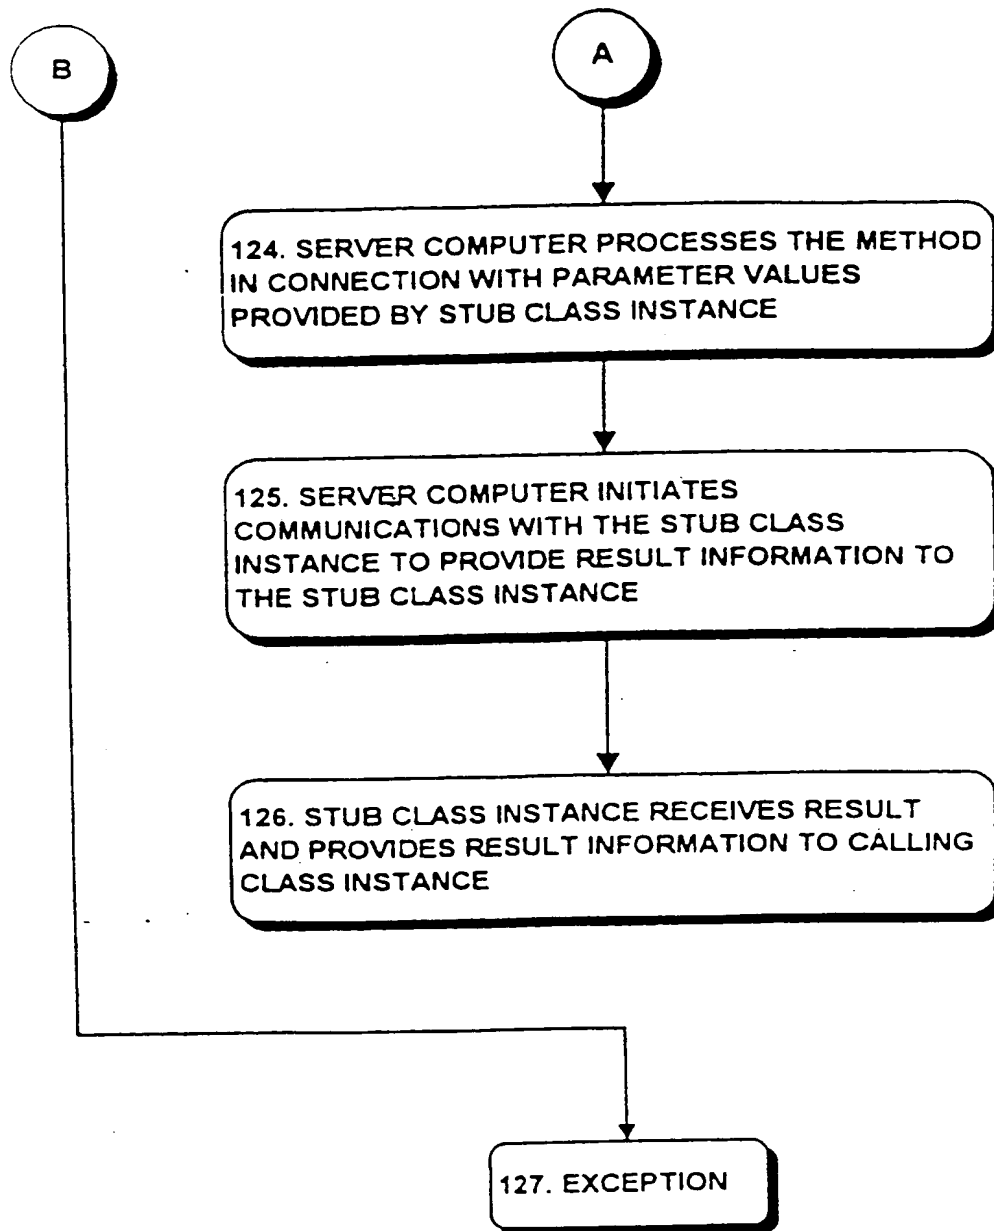 B
A
124. SERVER COMPUTER PROCESSES THE METHOD
IN CONNECTION WITH PARAMETER VALUES
PROVIDED BY STUB CLASS INSTANCE
125. SERVER COMPUTER INITIATES
COMMUNICATIONS WITH THE STUB CLASS
INSTANCE TO PROVIDE RESULT INFORMATION TO
THE STUB CLASS INSTANCE
126. STUB CLASS INSTANCE RECEIVES RESULT
AND PROVIDES RESULT INFORMATION TO CALLING
CLASS INSTANCE
127. EXCEPTION